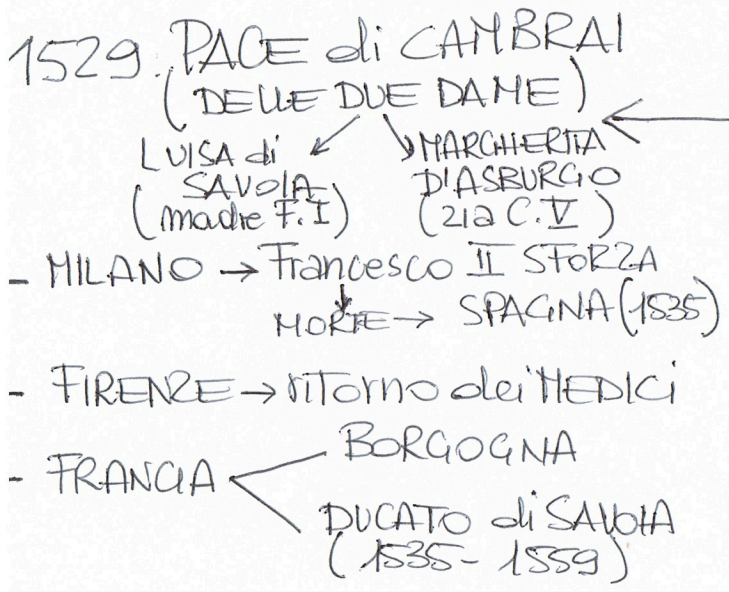 1529. PACE di CAMBRAI
(DELLE DUE DAME)
LUISA di SAVOIA (madre F. I)
MARGHERITA D'ASBURGO (zia C. V)
- MILANO → Francesco II SFORZA
MORTE → SPAGNA (1535)
- FIRENZE → ritorno dei MEDICI
- FRANCIA
BORGOGNA
DUCATO di SAVOIA
(1535-1559)